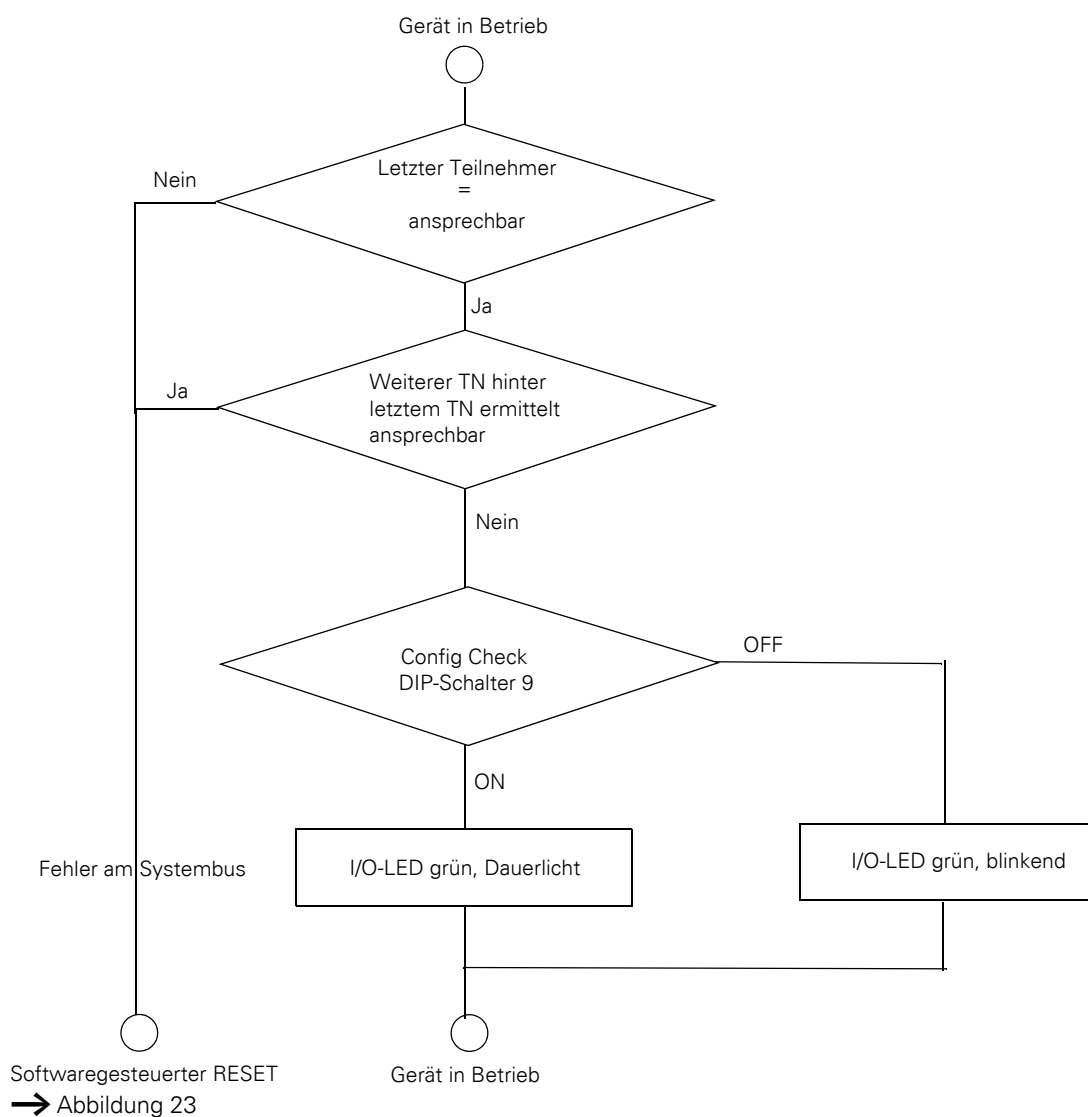 Gerät in Betrieb
Letzter Teilnehmer
=
ansprechbar
Nein
Ja
Weiterer TN hinter
letztem TN ermittelt
ansprechbar
Ja
Nein
Config Check
DIP-Schalter 9
OFF
ON
Fehler am Systembus
I/O-LED grün, Dauerlicht
I/O-LED grün, blinkend
Softwaregesteuerter RESET
→ Abbildung 23
Gerät in Betrieb